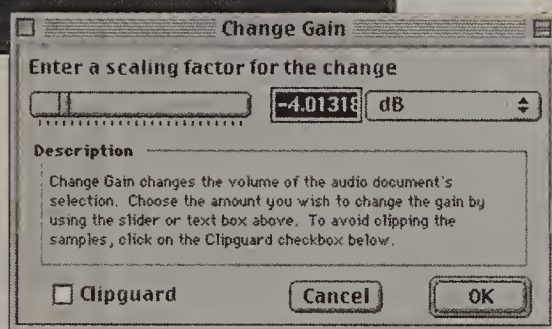 Change Gain
Enter a scaling factor for the change
-4.01318 dB
Description
Change Gain changes the volume of the audio document's
selection. Choose the amount you wish to change the gain by
using the slider or text box above. To avoid clipping the
samples, click on the Clipguard checkbox below.
Clipguard Cancel OK